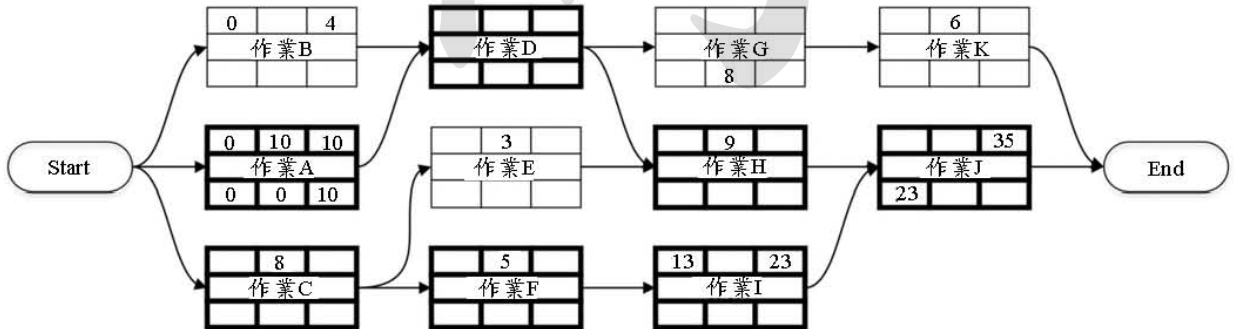 0 4
作業B
作業D
作業G
8
6
作業K
Start
0 10 10
作業A
0 0 10
3
作業E
9
作業H
35
作業J
23
End
8
作業C
5
作業F
13 23
作業I